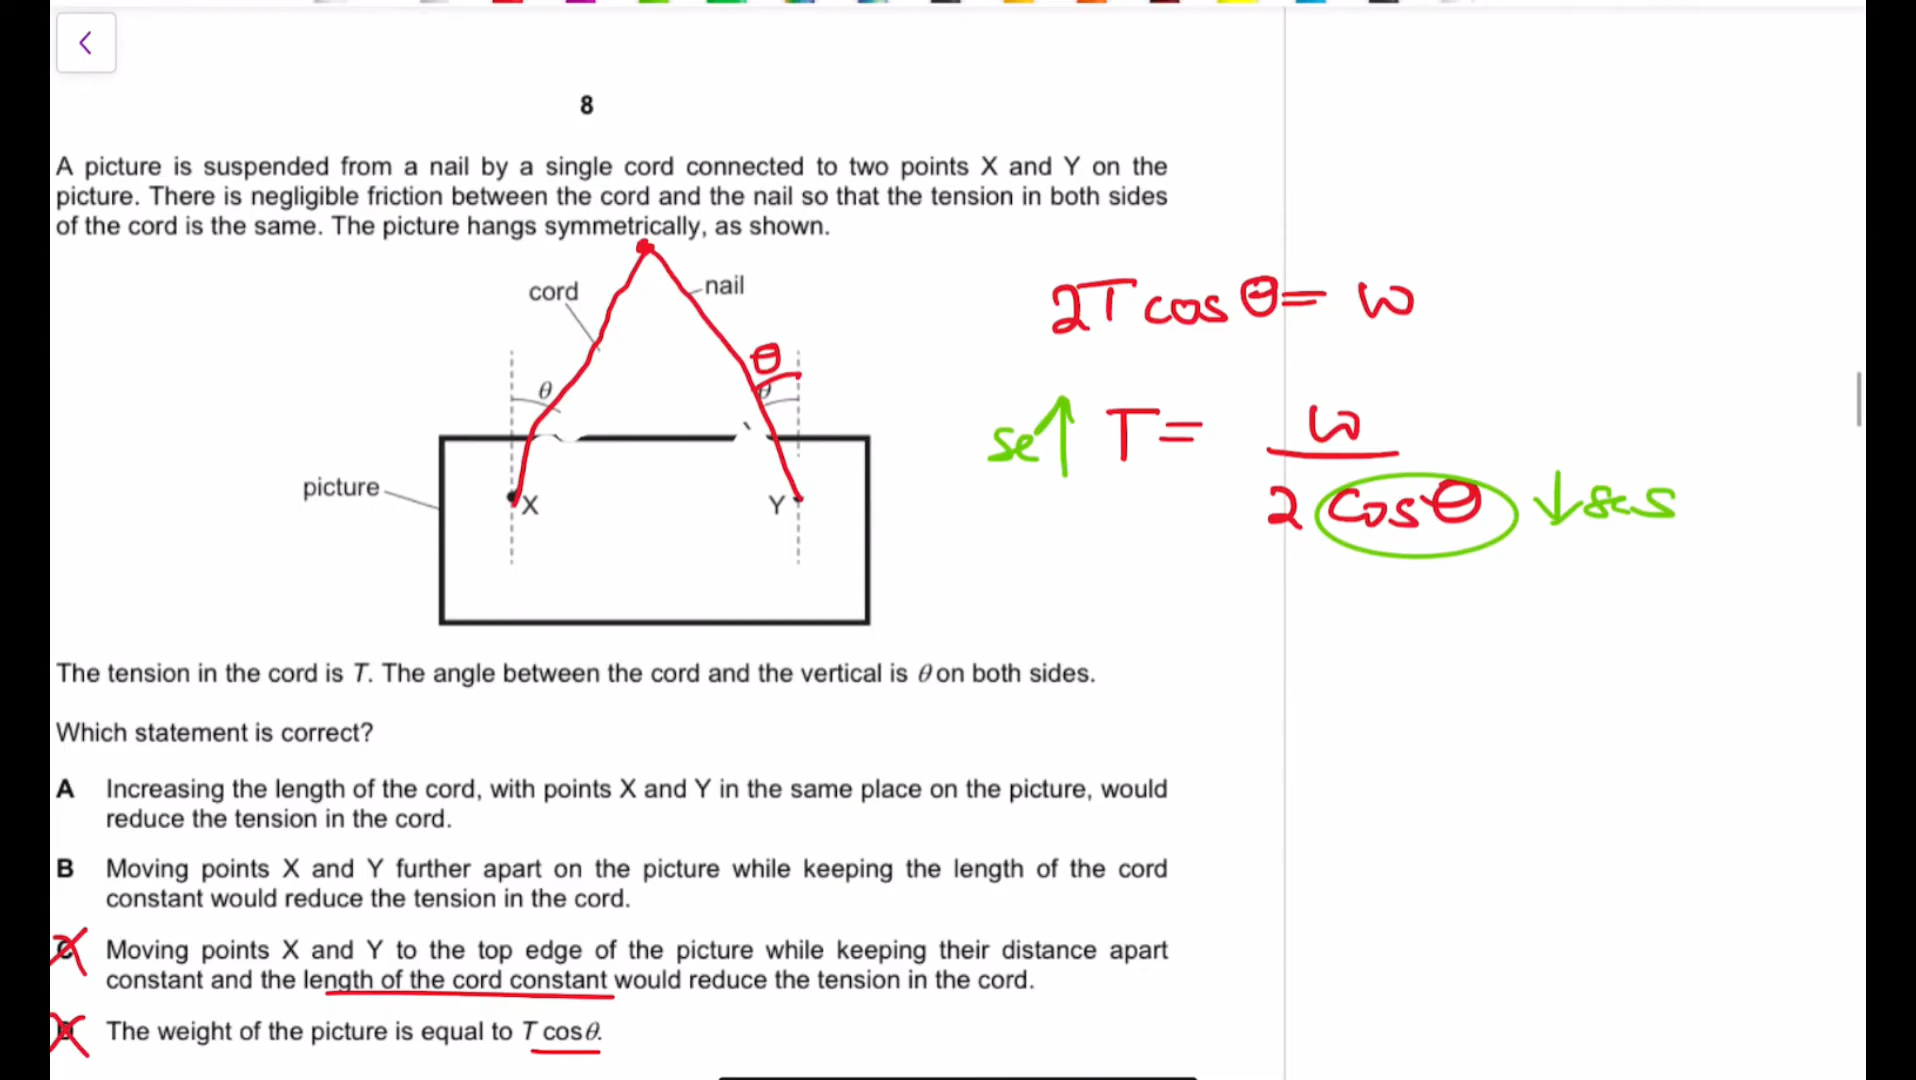 8
A picture is suspended from a nail by a single cord connected to two points X and Y on the
picture. There is negligible friction between the cord and the nail so that the tension in both sides
of the cord is the same. The picture hangs symmetrically, as shown.
cord
nail
θ
θ
θ
picture
X
Y
2T cos θ = W
T = W / 2 cos θ
The tension in the cord is T. The angle between the cord and the vertical is θ on both sides.
Which statement is correct?
A Increasing the length of the cord, with points X and Y in the same place on the picture, would
reduce the tension in the cord.
B Moving points X and Y further apart on the picture while keeping the length of the cord
constant would reduce the tension in the cord.
Moving points X and Y to the top edge of the picture while keeping their distance apart
constant and the length of the cord constant would reduce the tension in the cord.
The weight of the picture is equal to T cosθ.